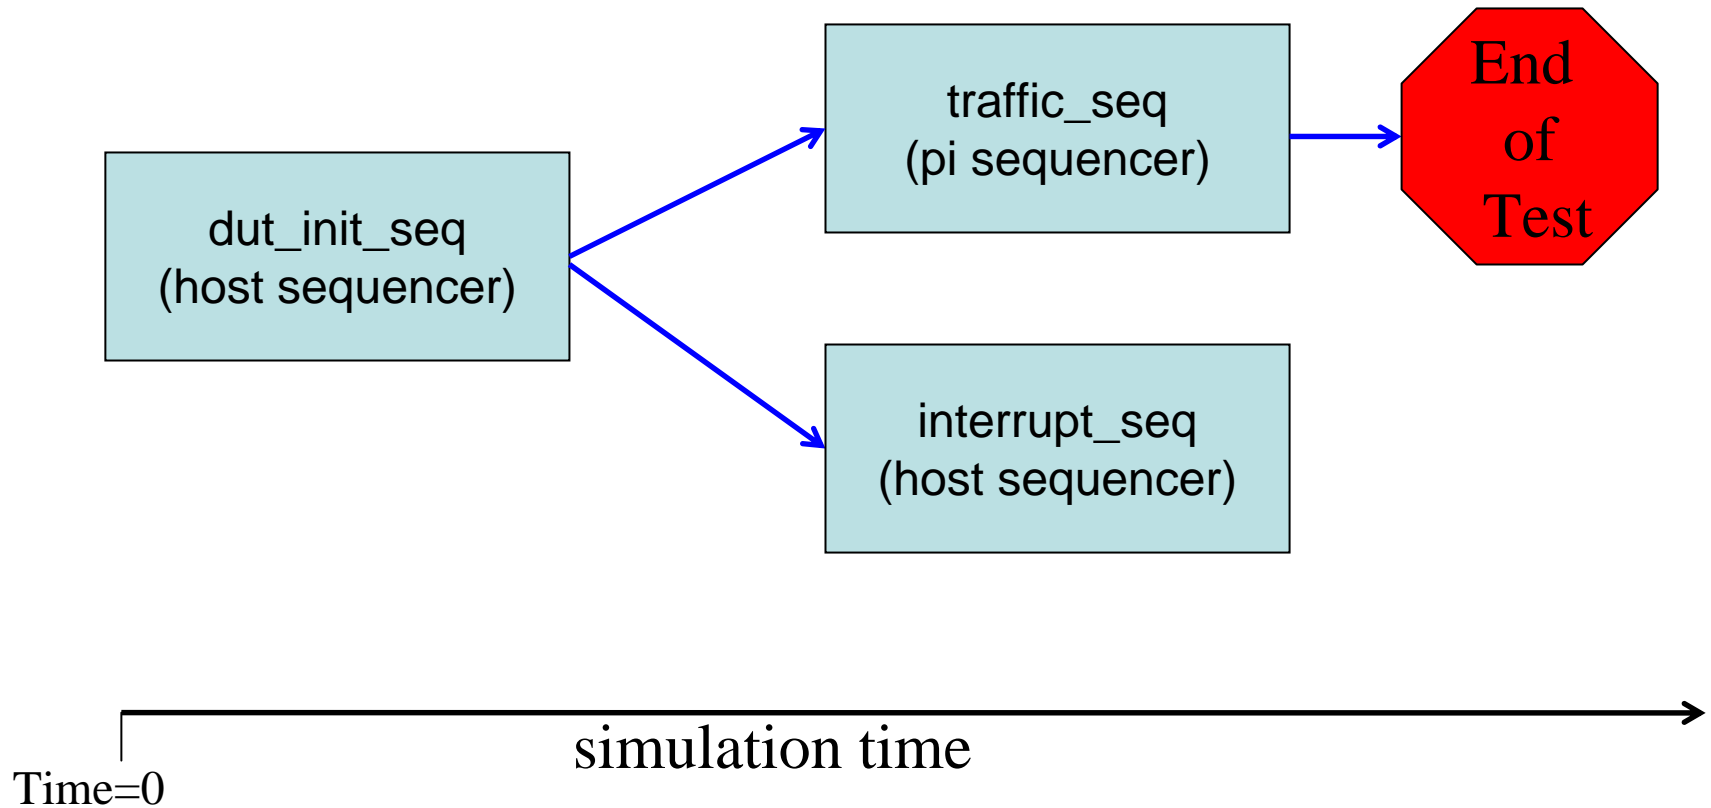 dut_init_seq
(host sequencer)
traffic_seq
(pi sequencer)
End
of
Test
interrupt_seq
(host sequencer)
simulation time
Time=0